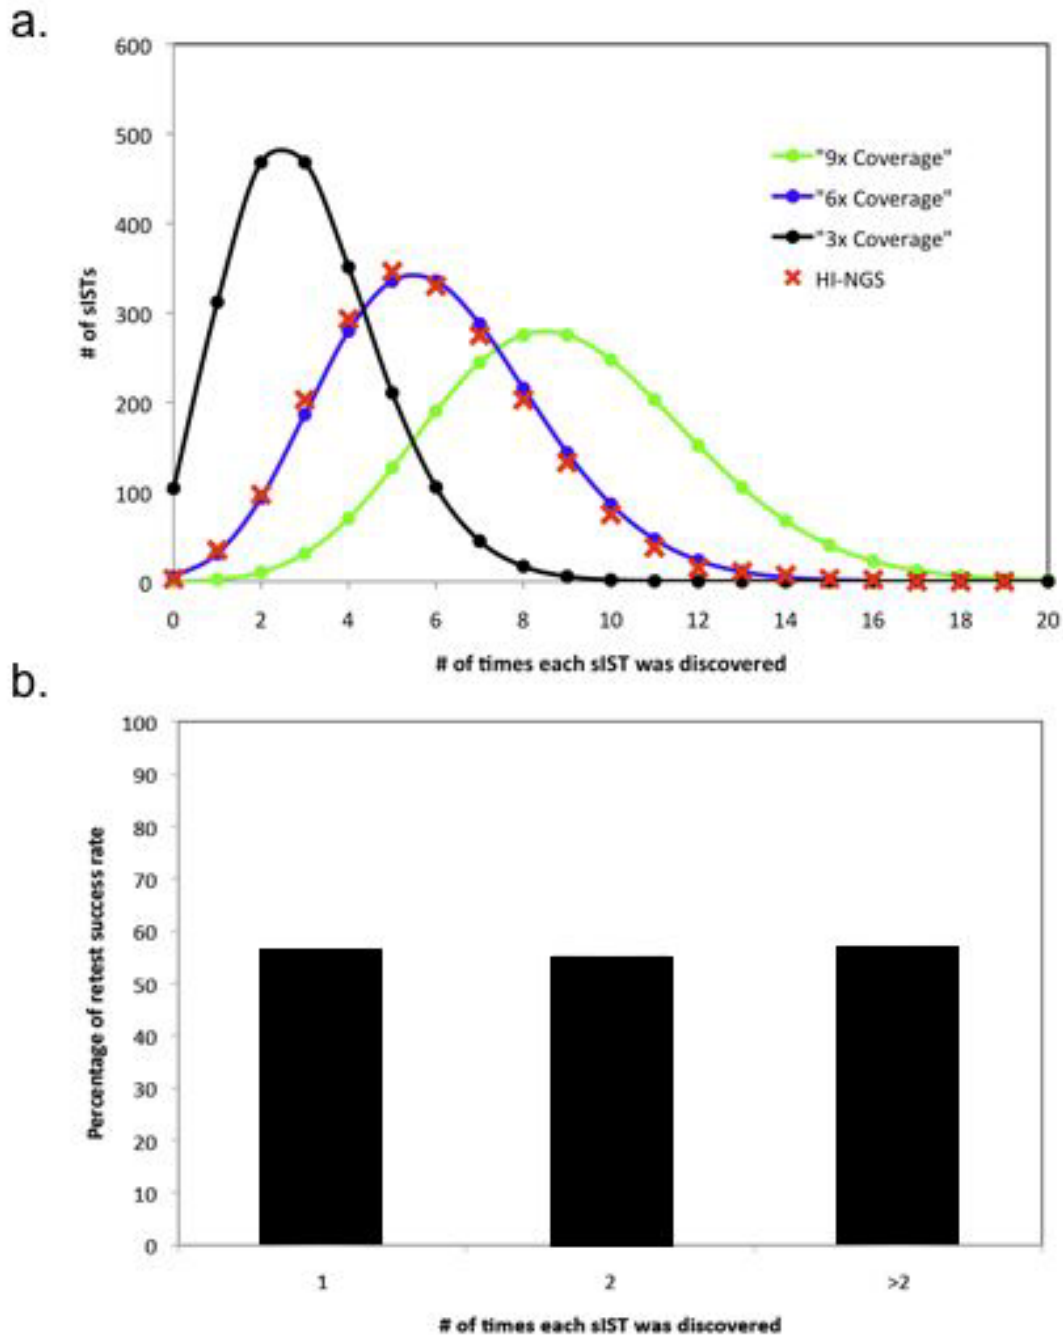 a.
600
500
400
300
200
100
0
# of sISTs
"9x Coverage"
"6x Coverage"
"3x Coverage"
HI-NGS
0 2 4 6 8 10 12 14 16 18 20
# of times each sIST was discovered
b.
100
90
80
70
60
50
40
30
20
10
0
Percentage of retest success rate
1 2 >2
# of times each sIST was discovered